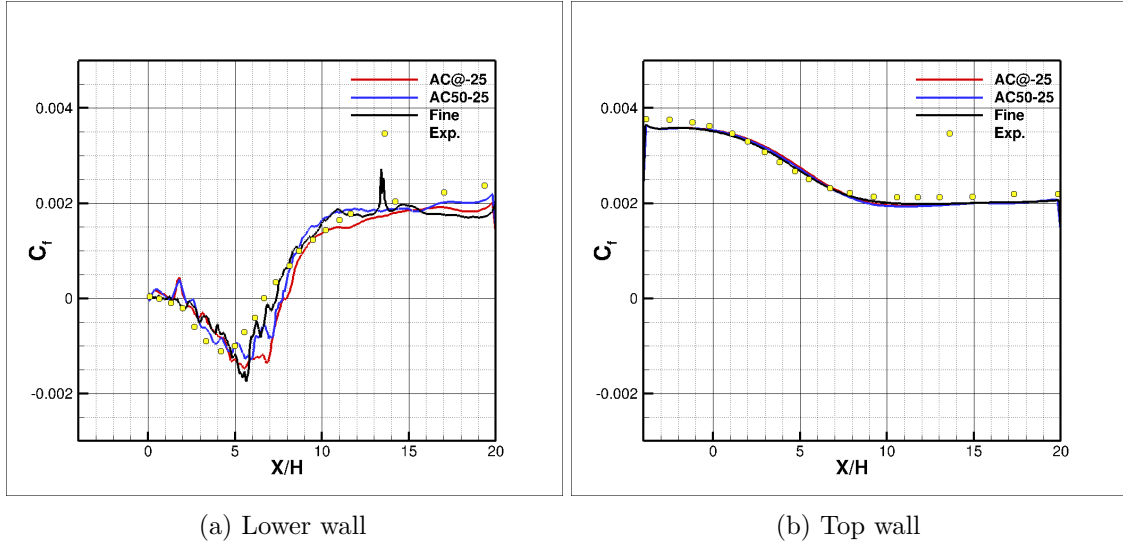 AC@-25
AC50-25
Fine
Exp.
0.004
0.002
0
-0.002
Cf
0 5 10 15 20
X/H
(a) Lower wall
AC@-25
AC50-25
Fine
Exp.
0.004
0.002
0
-0.002
Cf
0 5 10 15 20
X/H
(b) Top wall